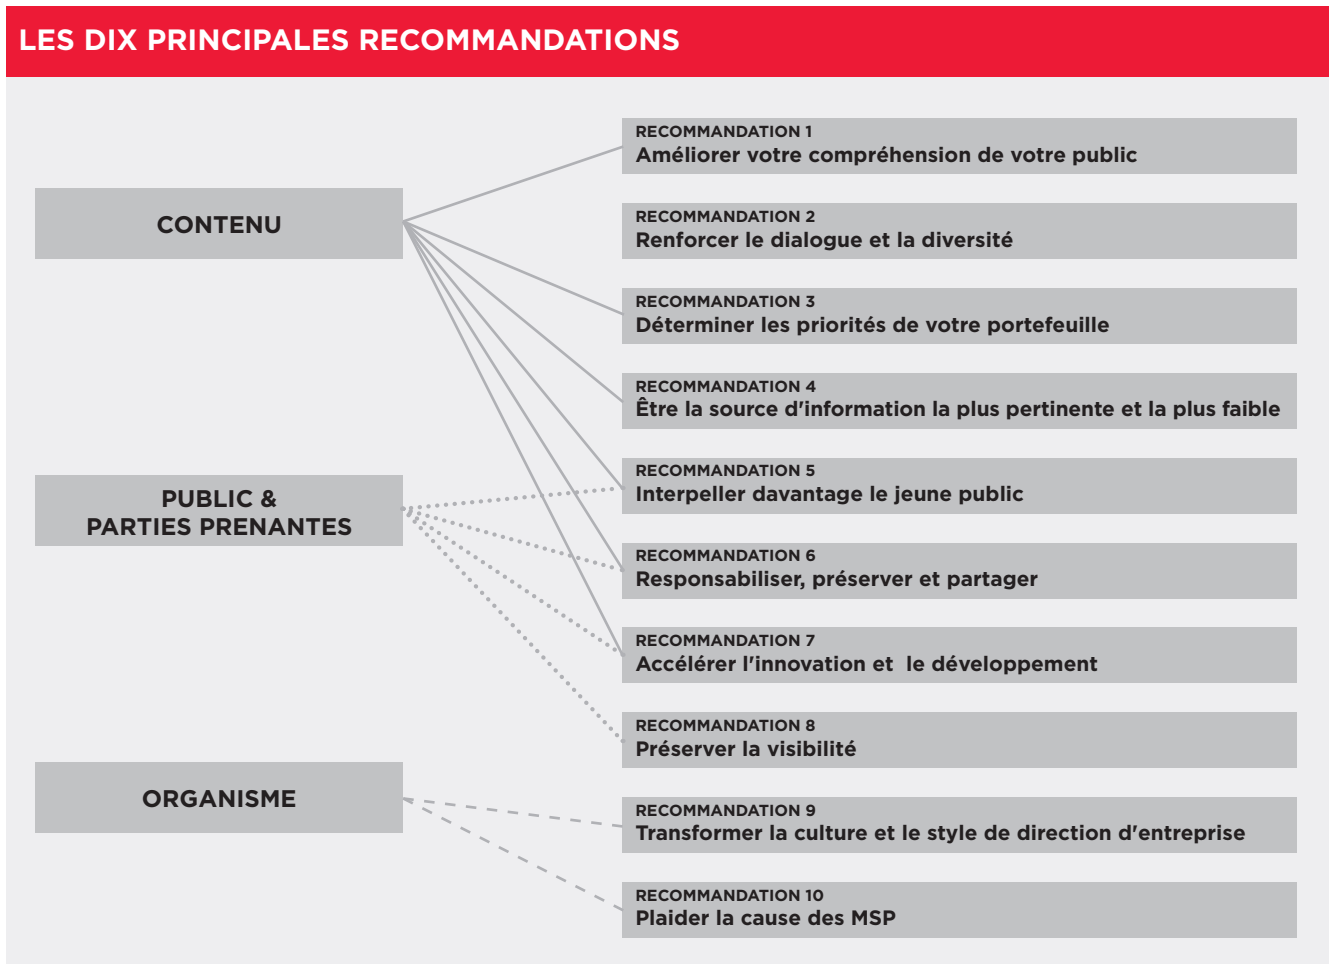 LES DIX PRINCIPALES RECOMMANDATIONS
CONTENU
PUBLIC &
PARTIES PRENANTES
ORGANISME
RECOMMANDATION 1
Améliorer votre compréhension de votre public
RECOMMANDATION 2
Renforcer le dialogue et la diversité
RECOMMANDATION 3
Déterminer les priorités de votre portefeuille
RECOMMANDATION 4
Être la source d'information la plus pertinente et la plus faible
RECOMMANDATION 5
Interpeller davantage le jeune public
RECOMMANDATION 6
Responsabiliser, préserver et partager
RECOMMANDATION 7
Accélérer l'innovation et  le développement
RECOMMANDATION 8
Préserver la visibilité
RECOMMANDATION 9
Transformer la culture et le style de direction d'entreprise
RECOMMANDATION 10
Plaider la cause des MSP